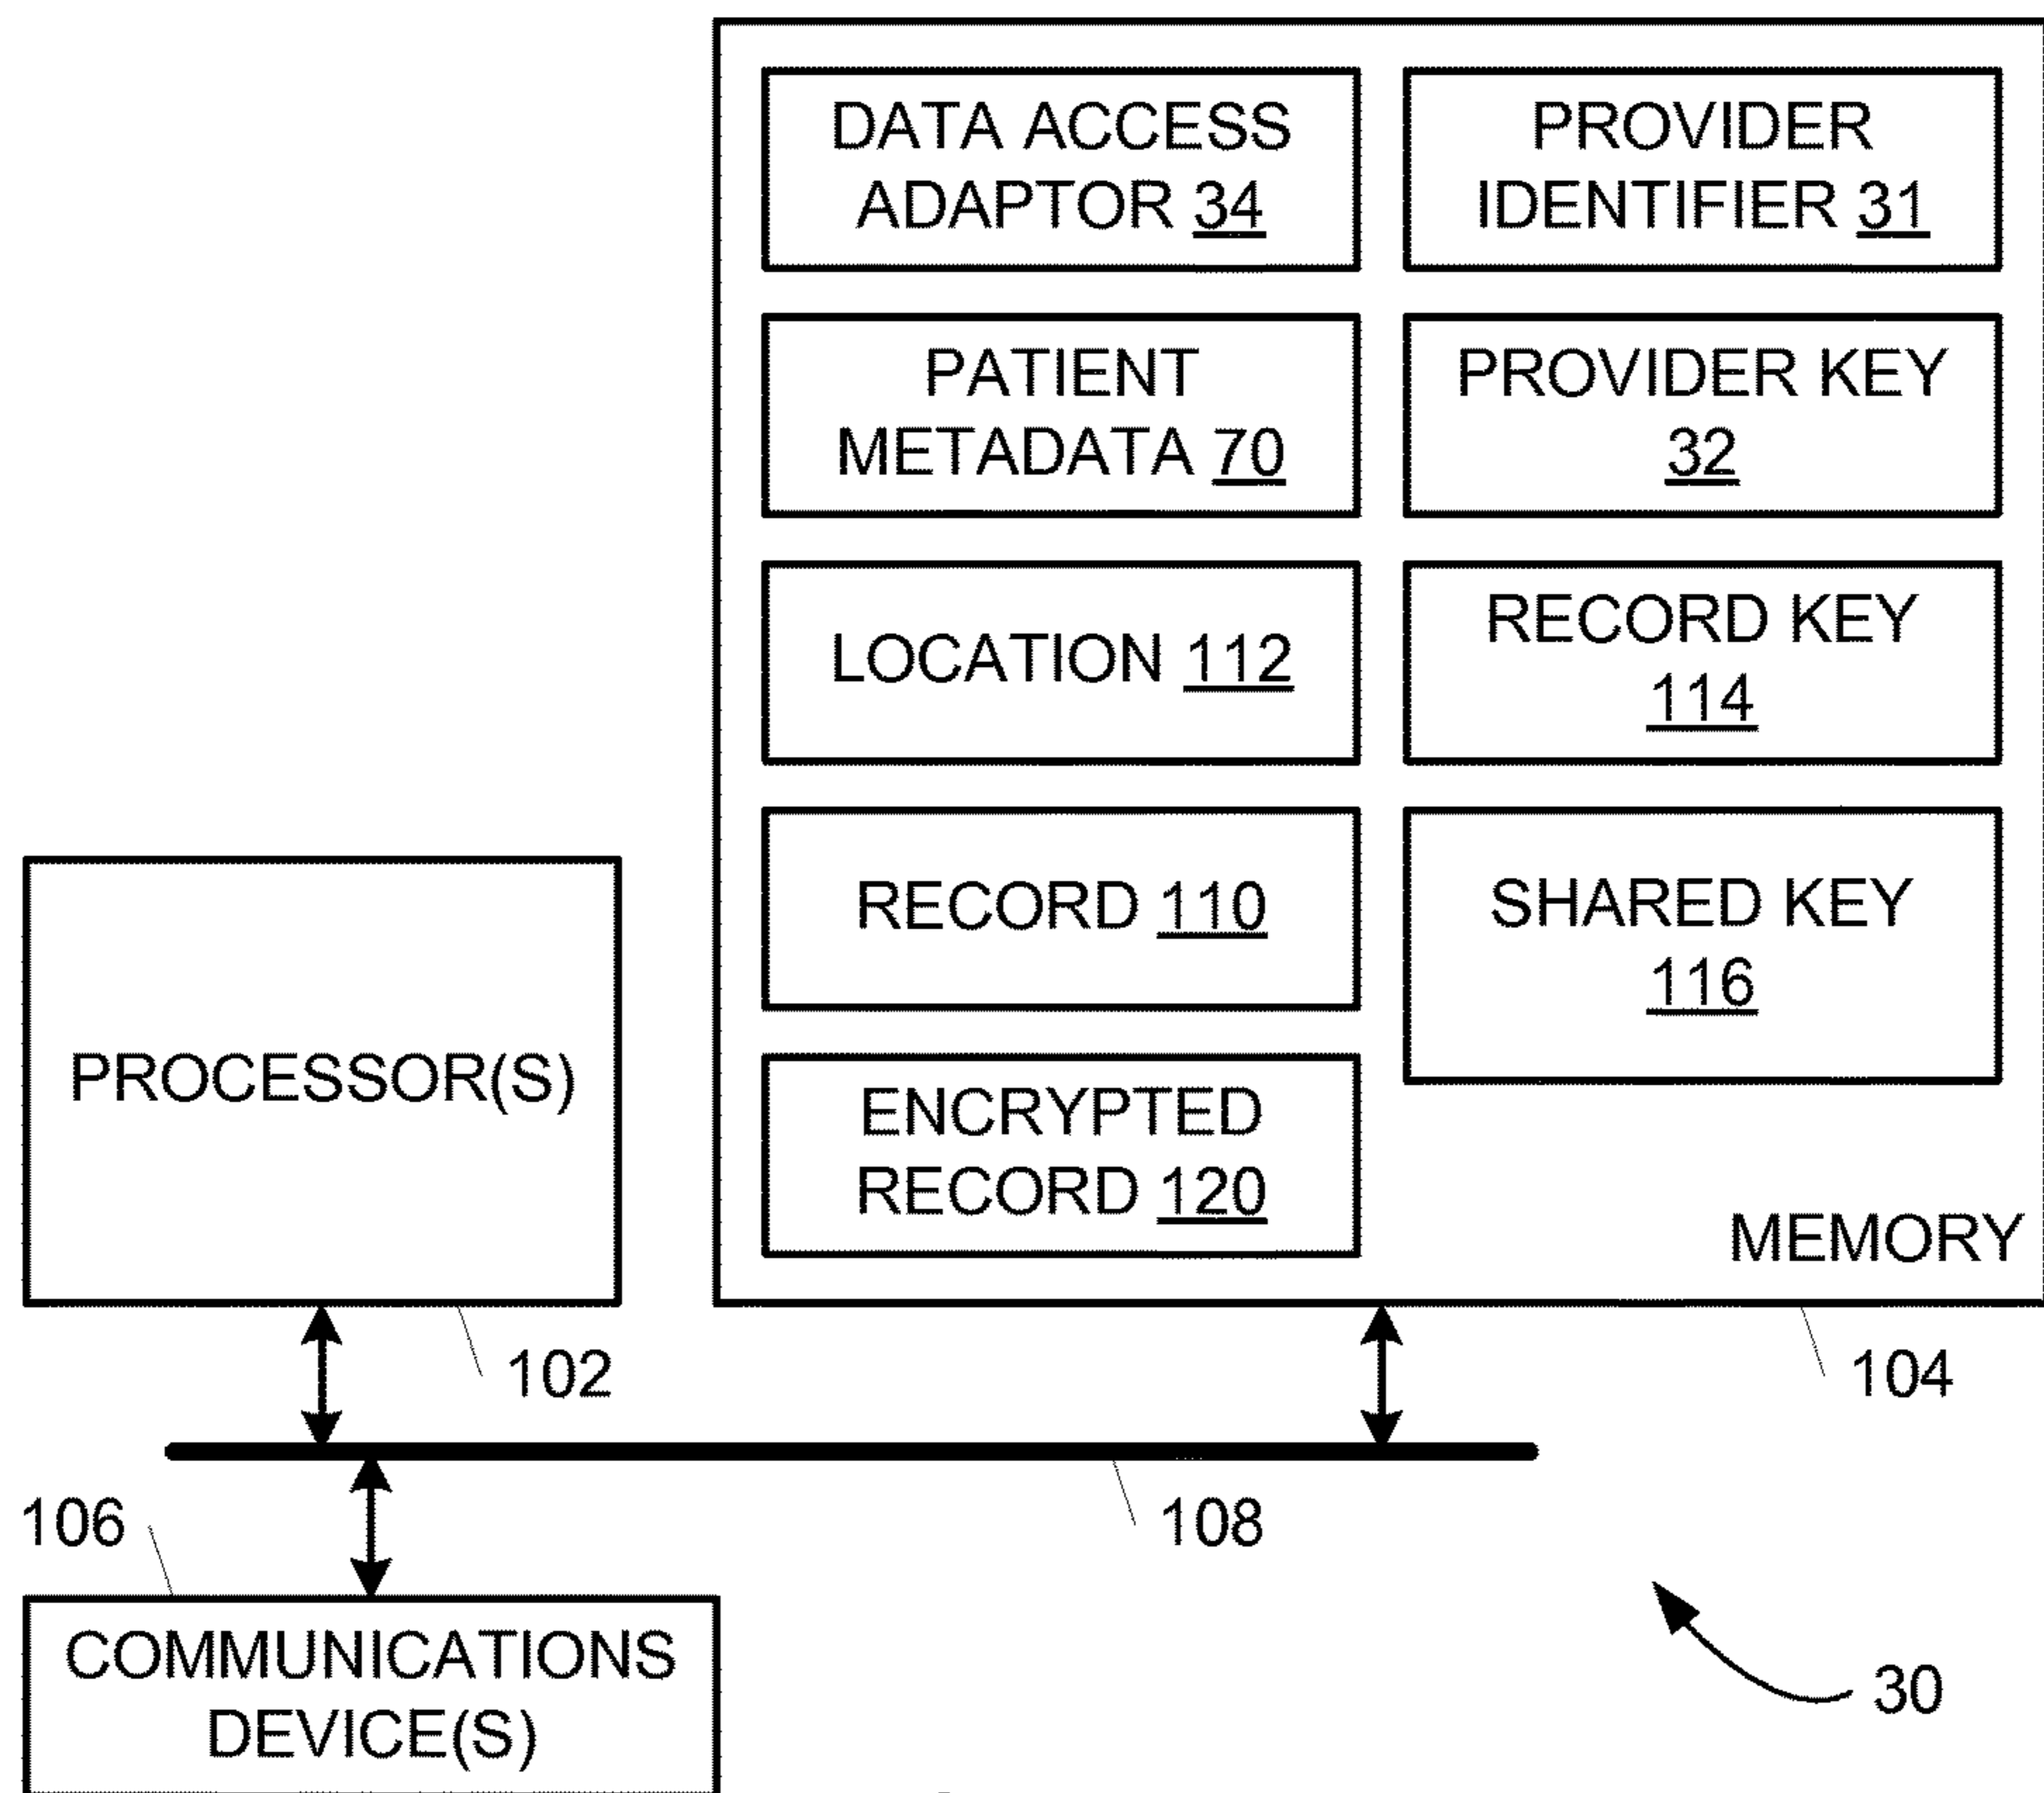 DATA ACCESS
ADAPTOR 34
PROVIDER
IDENTIFIER 31
PATIENT
METADATA 70
PROVIDER KEY
32
LOCATION 112
RECORD KEY
114
RECORD 110
SHARED KEY
116
ENCRYPTED
RECORD 120
MEMORY
PROCESSOR(S)
102
104
106
108
COMMUNICATIONS
DEVICE(S)
30